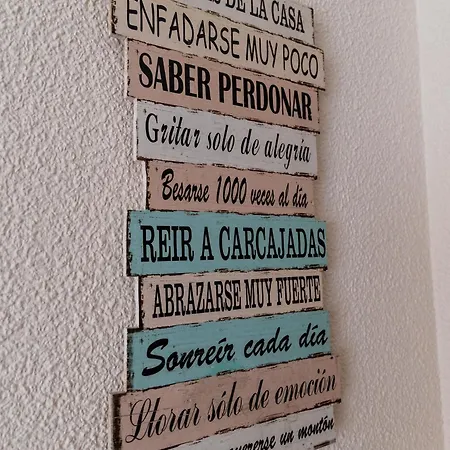 DE LA CASA
ENFADARSE MUY POCO
SABER PERDONAR
Gritar solo de alegría
Besarse 1000 veces al día
REIR A CARCAJADAS
ABRAZARSE MUY FUERTE
Sonreír cada día
Llorar sólo de emoción
quererse un montón